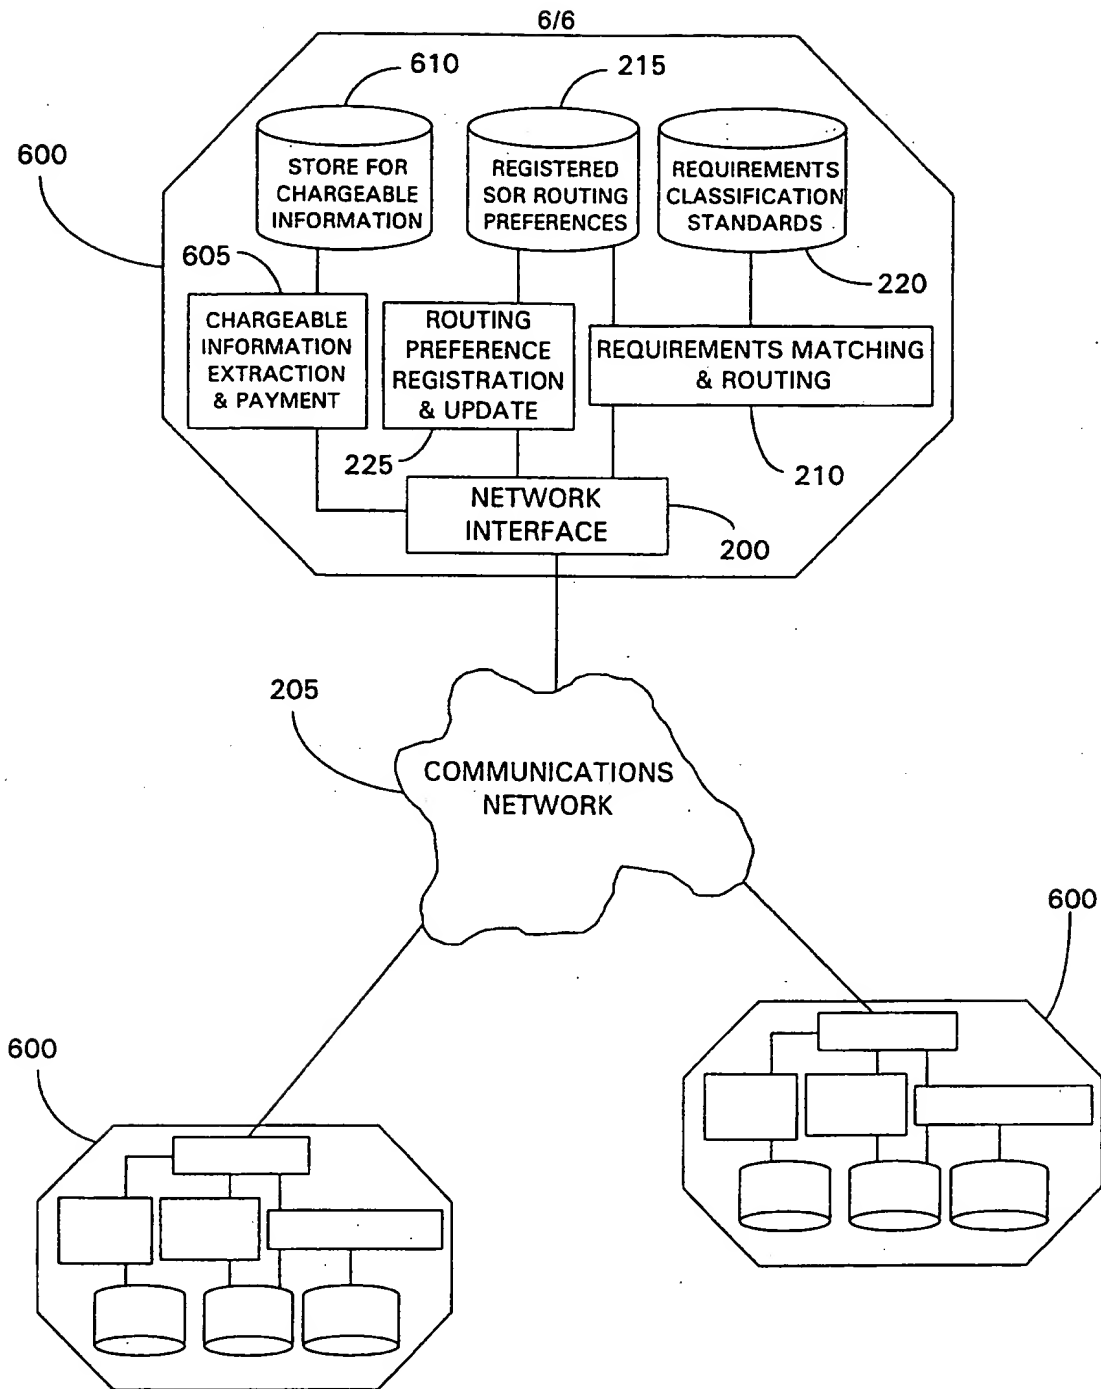 6/6
610
215
600
STORE FOR
CHARGEABLE
INFORMATION
REGISTERED
SOR ROUTING
PREFERENCES
REQUIREMENTS
CLASSIFICATION
STANDARDS
605
220
CHARGEABLE
INFORMATION
EXTRACTION
& PAYMENT
ROUTING
PREFERENCE
REGISTRATION
& UPDATE
REQUIREMENTS MATCHING
& ROUTING
225
210
NETWORK
INTERFACE
200
205
COMMUNICATIONS
NETWORK
600
600